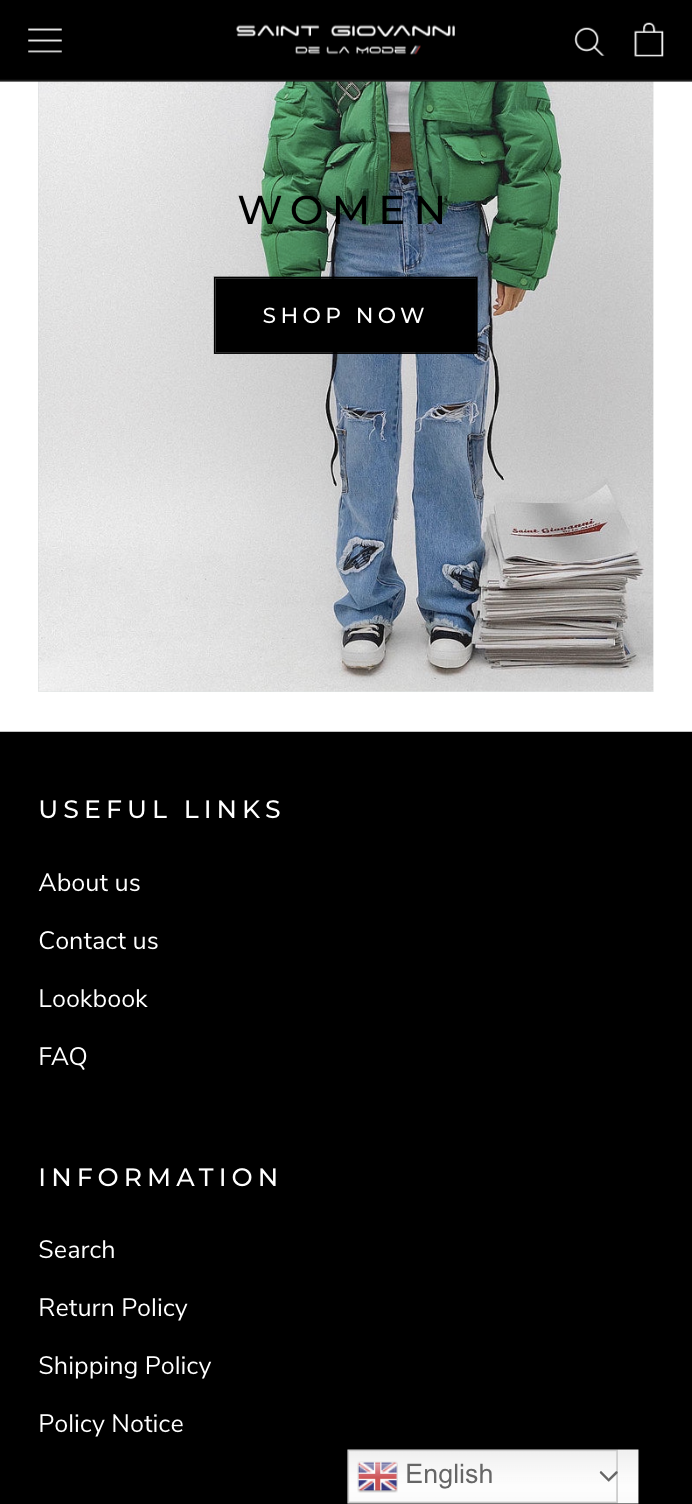 SAINT GIOVANNI
DE LA MODE
WOMEN
SHOP NOW
Saint Giovanni
USEFUL LINKS
About us
Contact us
Lookbook
FAQ
INFORMATION
Search
Return Policy
Shipping Policy
Policy Notice
English